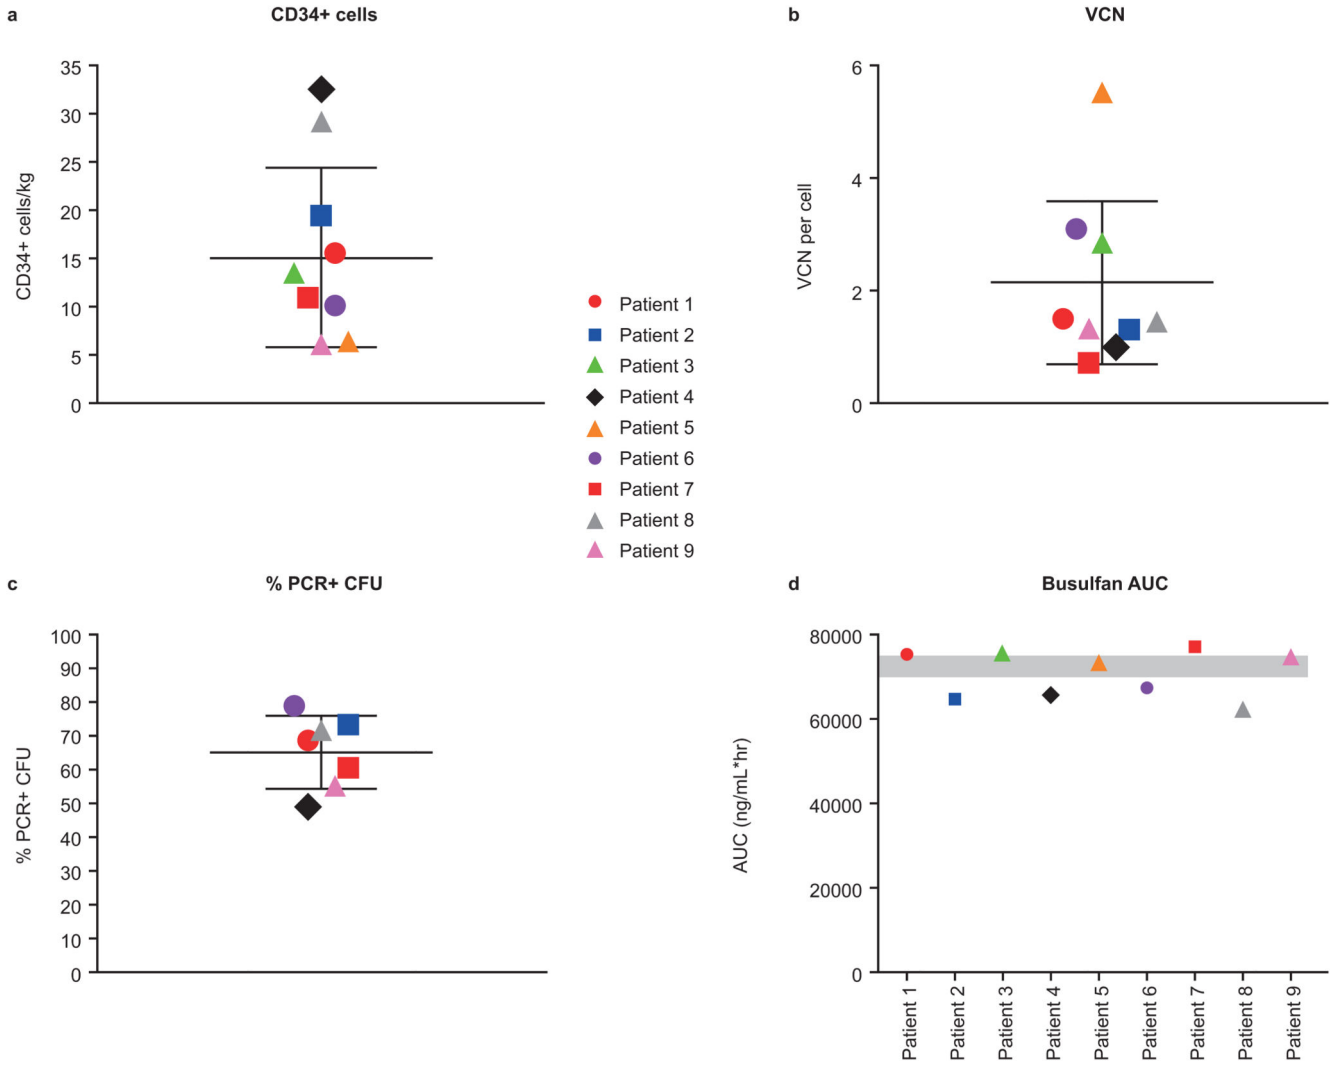 a
CD34+ cells
35
30
25
20
15
10
5
0
CD34+ cells/kg
Patient 1
Patient 2
Patient 3
Patient 4
Patient 5
Patient 6
Patient 7
Patient 8
Patient 9
b
VCN
6
4
2
0
VCN per cell
c
% PCR+ CFU
100
90
80
70
60
50
40
30
20
10
0
% PCR+ CFU
d
Busulfan AUC
80000
60000
40000
20000
0
AUC (ng/mL*hr)
Patient 1
Patient 2
Patient 3
Patient 4
Patient 5
Patient 6
Patient 7
Patient 8
Patient 9